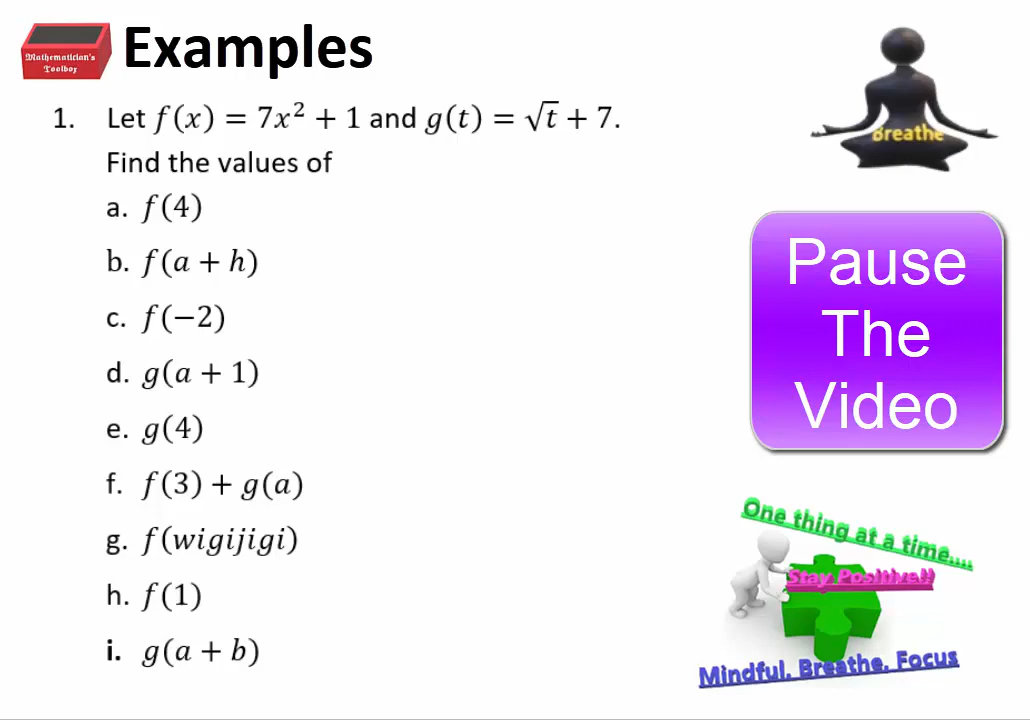 Mathematician's
Toolbox
Examples
1. Let f(x) = 7x² + 1 and g(t) = √t + 7.
Find the values of
a. f(4)
b. f(a + h)
c. f(−2)
d. g(a + 1)
e. g(4)
f. f(3) + g(a)
g. f(wigijigi)
h. f(1)
i. g(a + b)
Breathe
Pause
The
Video
One thing at a time....
Stay Positive!!
Mindful, Breathe, Focus